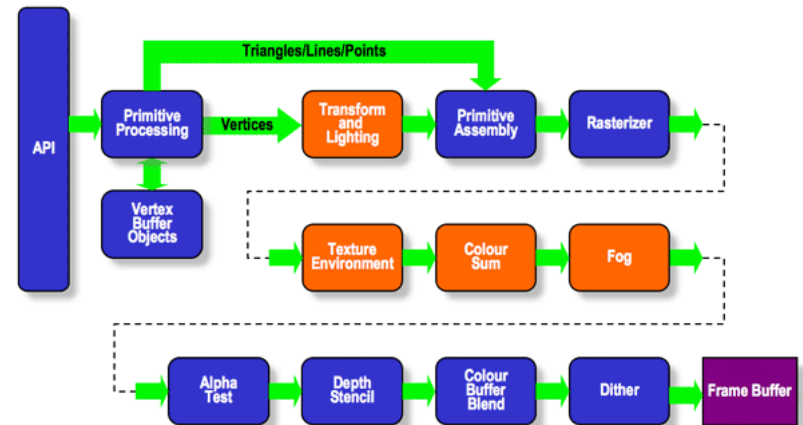 Triangles/Lines/Points
API
Primitive
Processing
Vertices
Transform
and
Lighting
Primitive
Assembly
Rasterizer
Vertex
Buffer
Objects
Texture
Environment
Colour
Sum
Fog
Alpha
Test
Depth
Stencil
Colour
Buffer
Blend
Dither
Frame Buffer